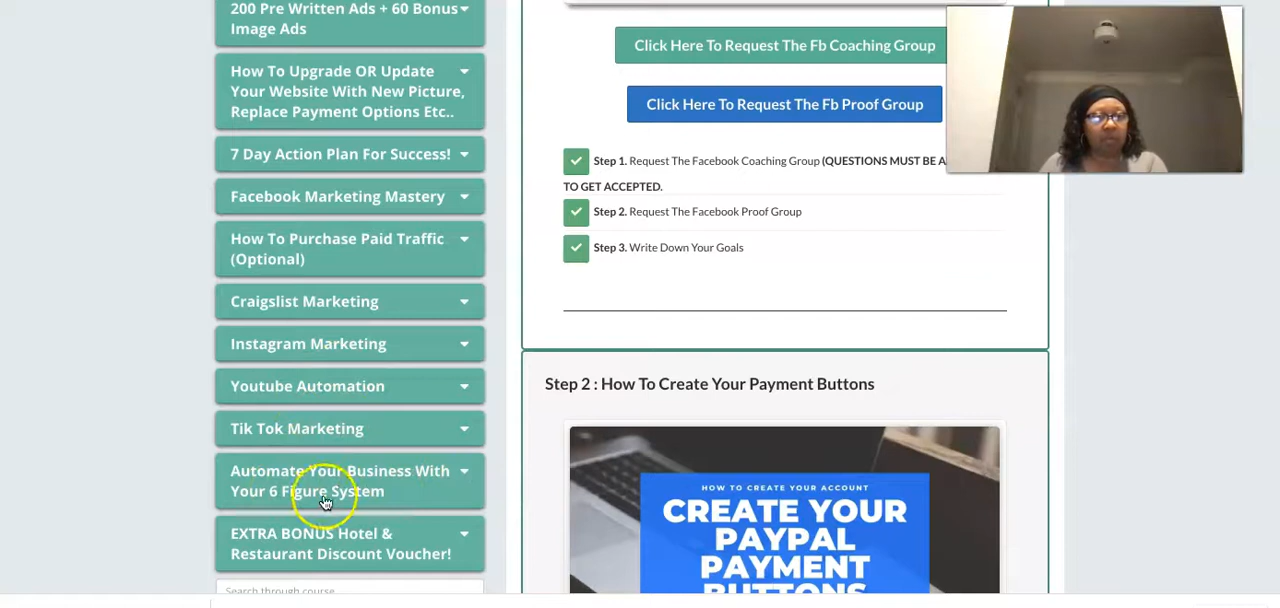 200 Pre Written Ads + 60 Bonus
Image Ads
How To Upgrade OR Update
Your Website With New Picture,
Replace Payment Options Etc..
7 Day Action Plan For Success!
Facebook Marketing Mastery
How To Purchase Paid Traffic
(Optional)
Craigslist Marketing
Instagram Marketing
Youtube Automation
Tik Tok Marketing
Automate Your Business With
Your 6 Figure System
EXTRA BONUS Hotel &
Restaurant Discount Voucher!
Search through course
Click Here To Request The Fb Coaching Group
Click Here To Request The Fb Proof Group
Step 1. Request The Facebook Coaching Group (QUESTIONS MUST BE
TO GET ACCEPTED.
Step 2. Request The Facebook Proof Group
Step 3. Write Down Your Goals
Step 2 : How To Create Your Payment Buttons
HOW TO CREATE YOUR ACCOUNT
CREATE YOUR
PAYPAL
PAYMENT
BUTTONS